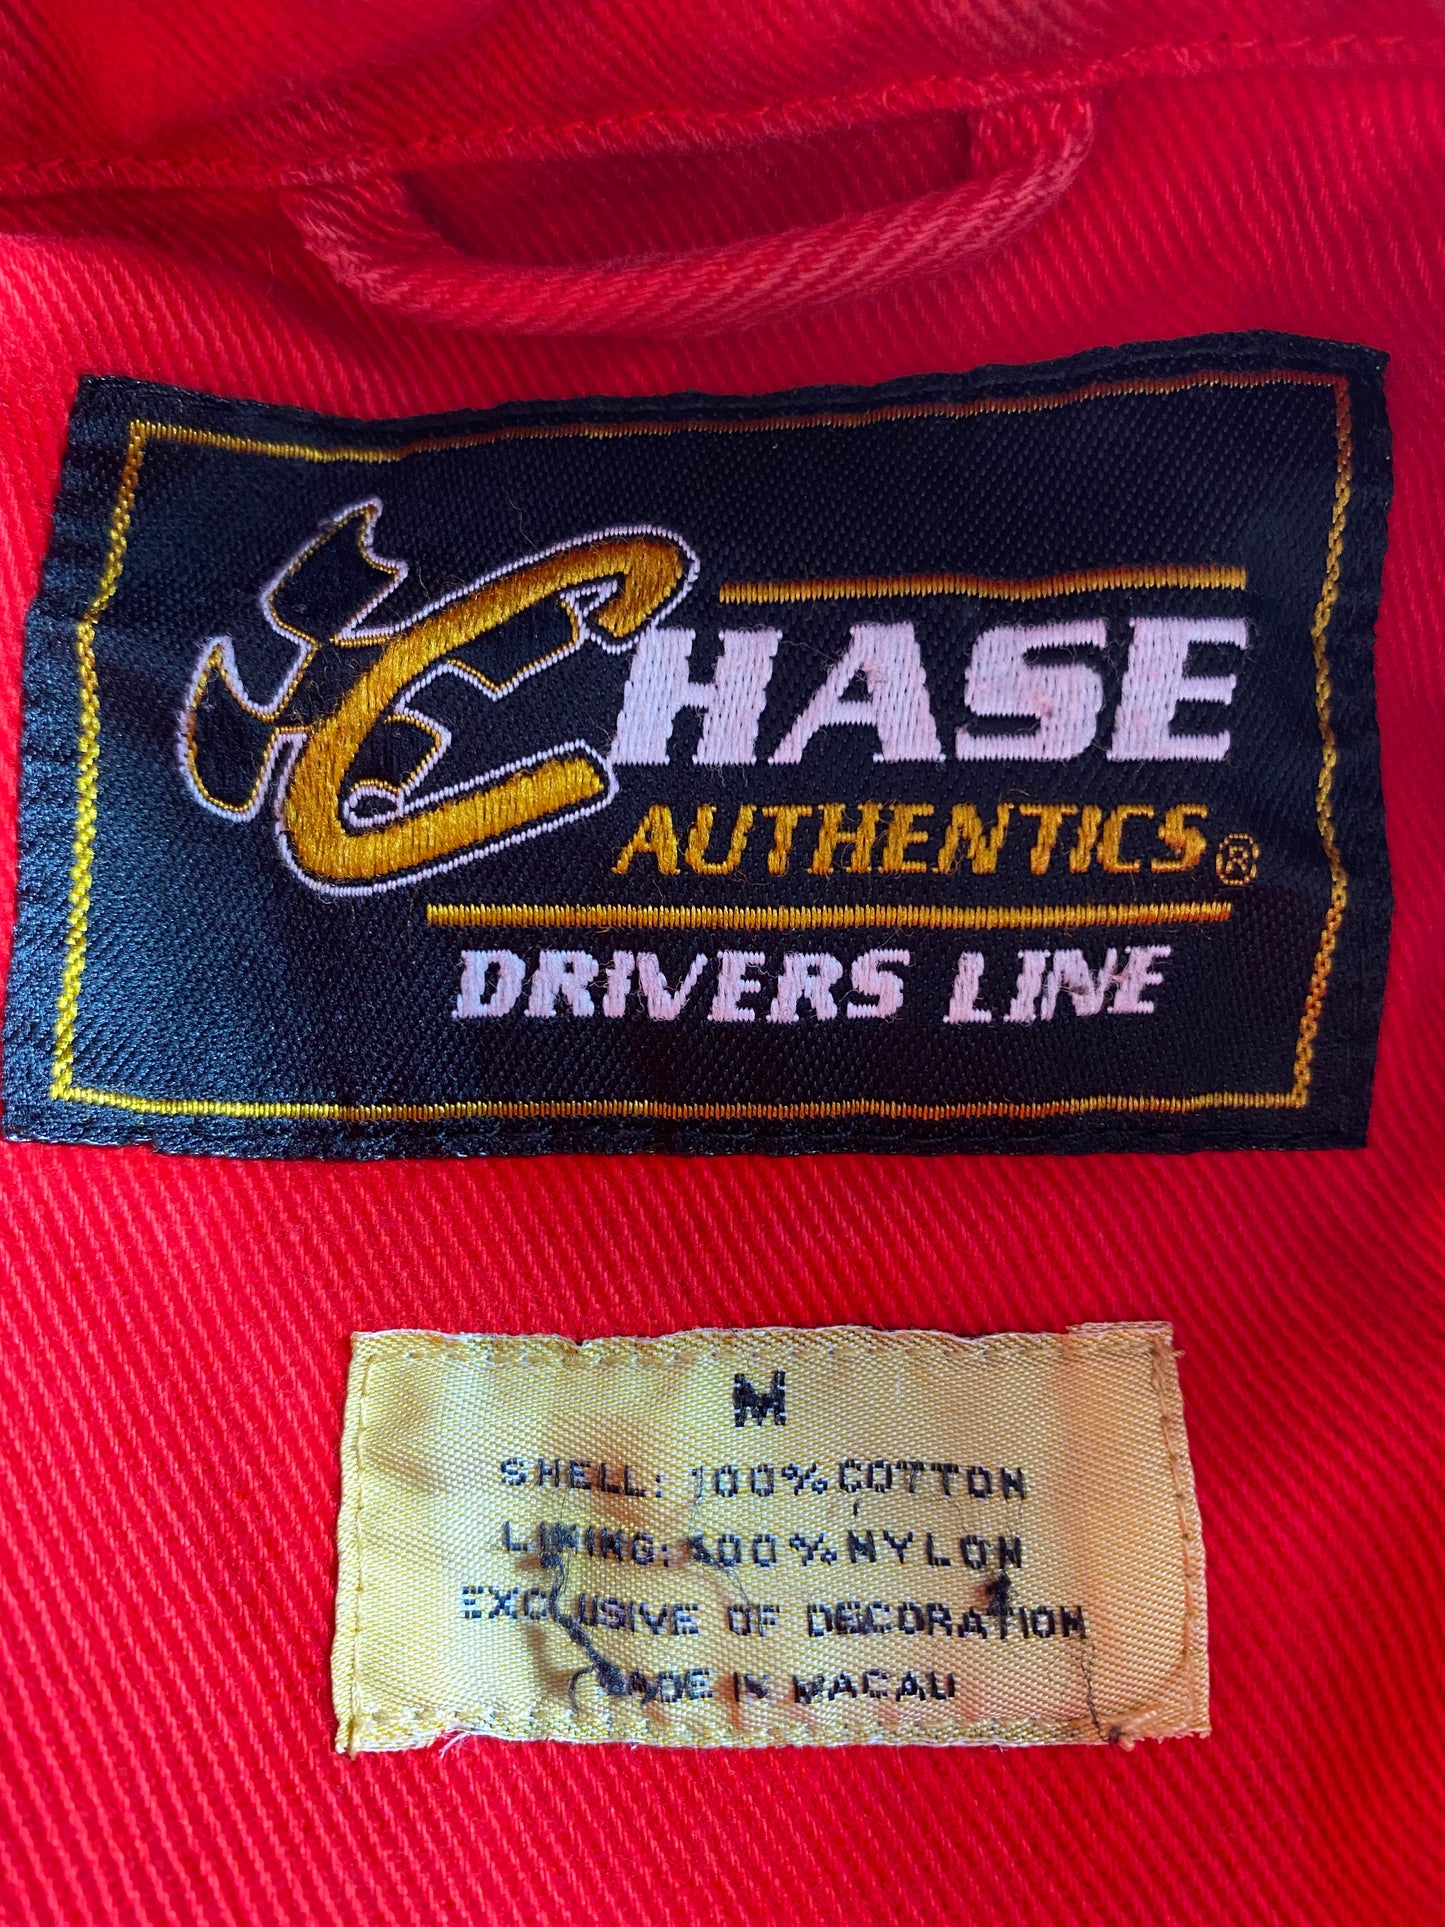 CHASE
AUTHENTICS®
DRIVERS LINE
M
SHELL: 100% COTTON
LINING: 100% NYLON
EXCLUSIVE OF DECORATION
MADE IN MACAU